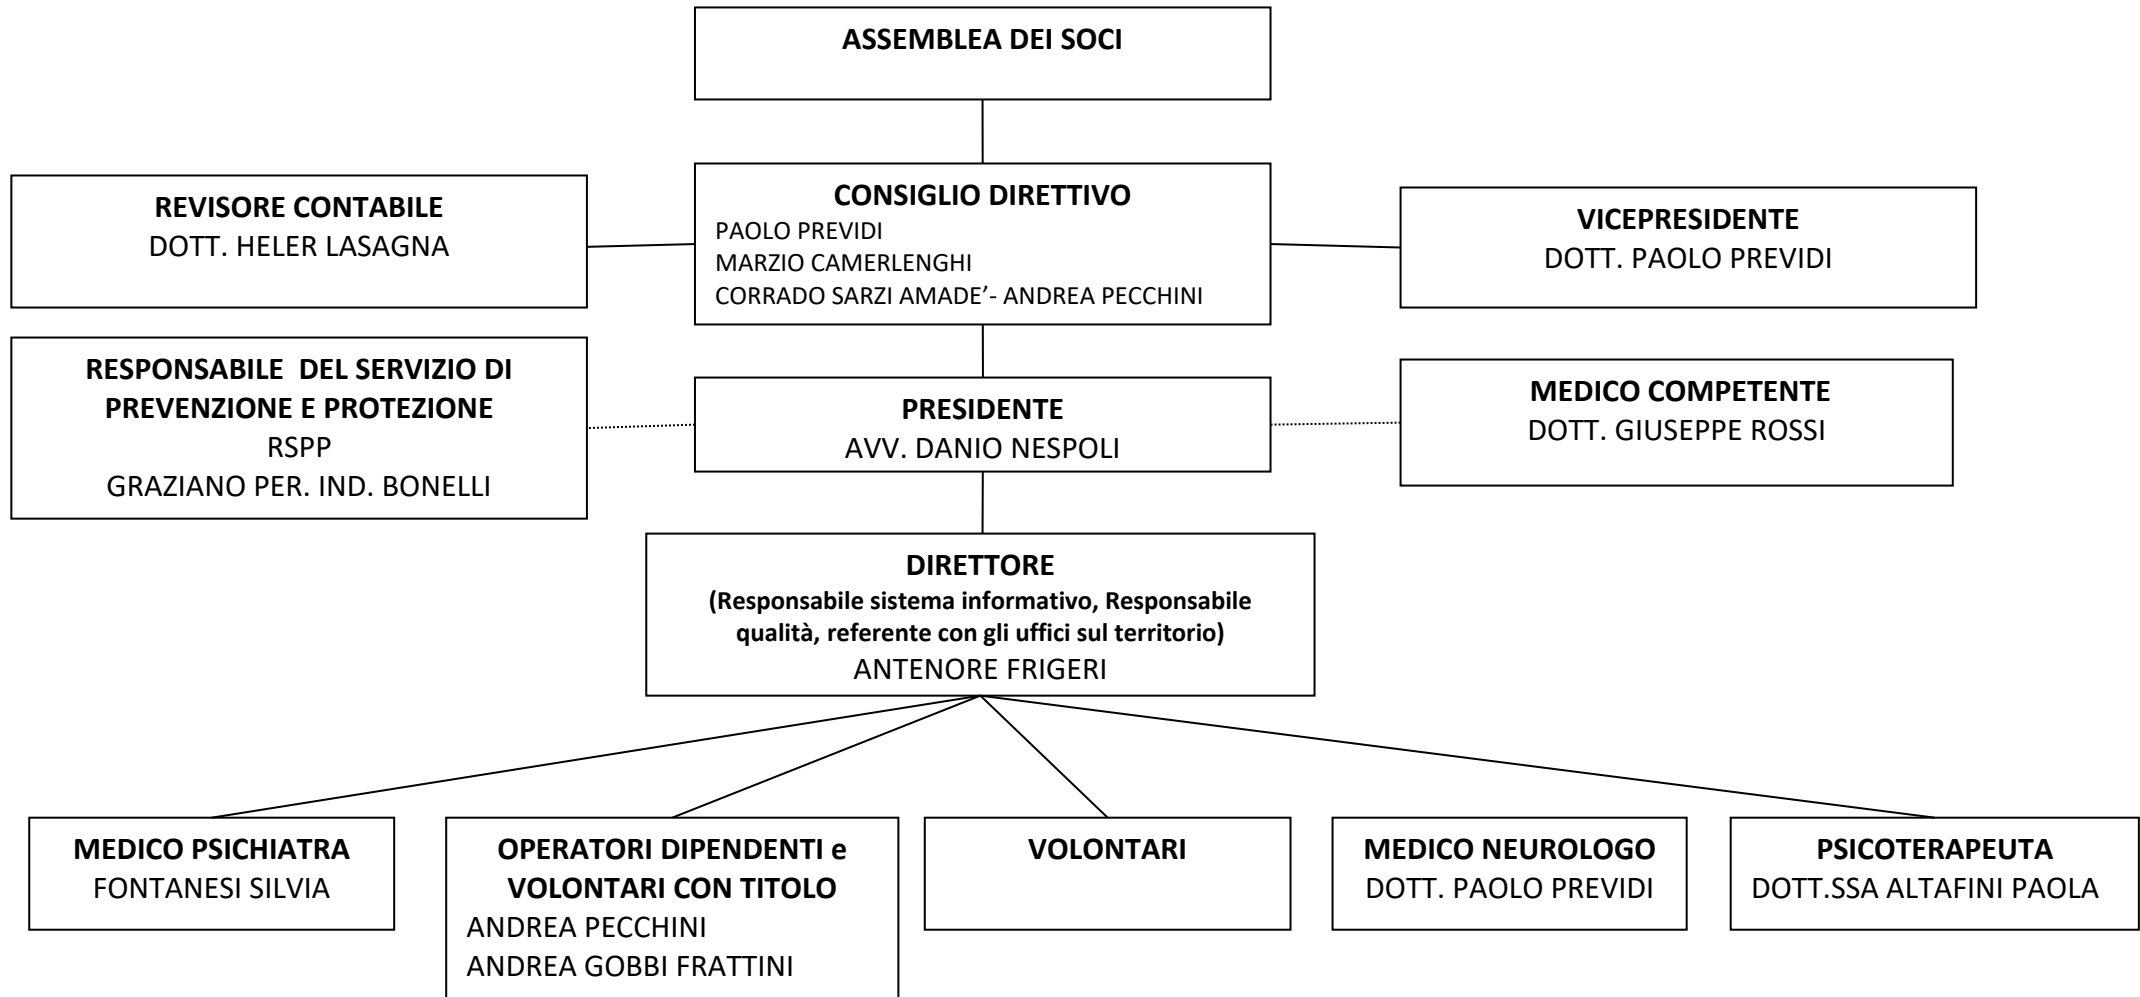 ASSEMBLEA DEI SOCI
REVISORE CONTABILE
DOTT. HELER LASAGNA
CONSIGLIO DIRETTIVO
PAOLO PREVIDI
MARZIO CAMERLENGHI
CORRADO SARZI AMADE’- ANDREA PECCHINI
VICEPRESIDENTE
DOTT. PAOLO PREVIDI
RESPONSABILE  DEL SERVIZIO DI
PREVENZIONE E PROTEZIONE
RSPP
GRAZIANO PER. IND. BONELLI
PRESIDENTE
AVV. DANIO NESPOLI
MEDICO COMPETENTE
DOTT. GIUSEPPE ROSSI
DIRETTORE
(Responsabile sistema informativo, Responsabile
qualità, referente con gli uffici sul territorio)
ANTENORE FRIGERI
MEDICO PSICHIATRA
FONTANESI SILVIA
OPERATORI DIPENDENTI e
VOLONTARI CON TITOLO
ANDREA PECCHINI
ANDREA GOBBI FRATTINI
VOLONTARI
MEDICO NEUROLOGO
DOTT. PAOLO PREVIDI
PSICOTERAPEUTA
DOTT.SSA ALTAFINI PAOLA